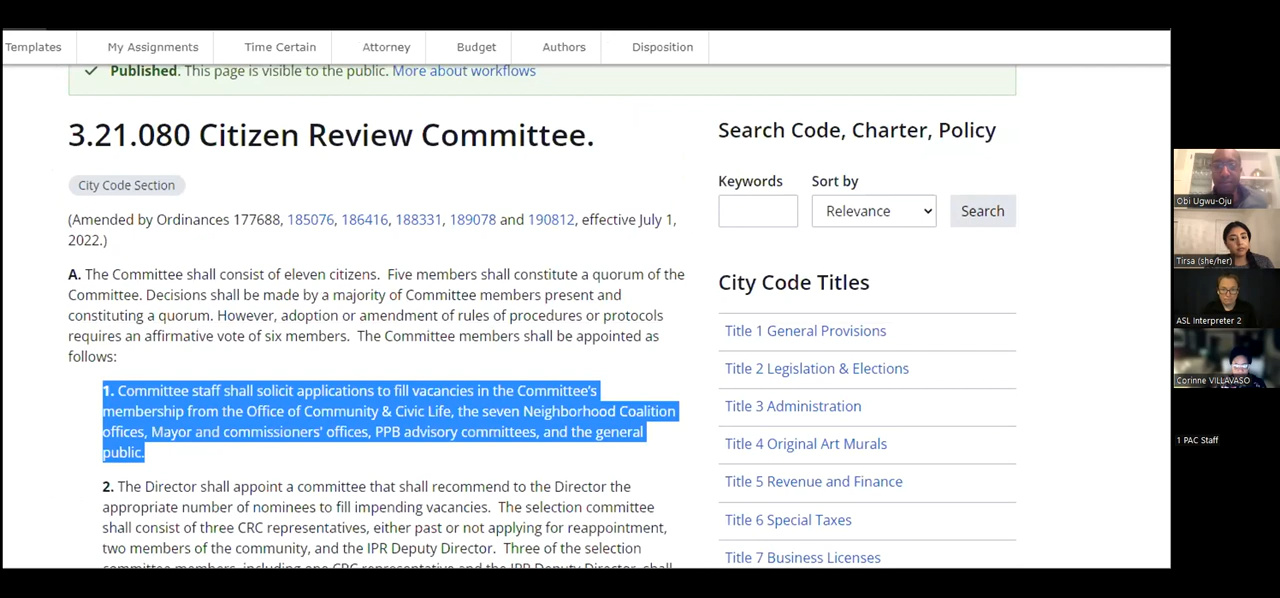 Templates My Assignments Time Certain Attorney Budget Authors Disposition
Published. This page is visible to the public. More about workflows
3.21.080 Citizen Review Committee.
City Code Section
(Amended by Ordinances 177688, 185076, 186416, 188331, 189078 and 190812, effective July 1,
2022.)
A. The Committee shall consist of eleven citizens. Five members shall constitute a quorum of the
Committee. Decisions shall be made by a majority of Committee members present and
constituting a quorum. However, adoption or amendment of rules of procedures or protocols
requires an affirmative vote of six members. The Committee members shall be appointed as
follows:
1. Committee staff shall solicit applications to fill vacancies in the Committee's
membership from the Office of Community & Civic Life, the seven Neighborhood Coalition
offices, Mayor and commissioners' offices, PPB advisory committees, and the general
public.
2. The Director shall appoint a committee that shall recommend to the Director the
appropriate number of nominees to fill impending vacancies. The selection committee
shall consist of three CRC representatives, either past or not applying for reappointment,
two members of the community, and the IPR Deputy Director. Three of the selection
committee members, including one CRC representative and the IPR Deputy Director, shall
Search Code, Charter, Policy
Keywords Sort by
Relevance Search
City Code Titles
Title 1 General Provisions
Title 2 Legislation & Elections
Title 3 Administration
Title 4 Original Art Murals
Title 5 Revenue and Finance
Title 6 Special Taxes
Title 7 Business Licenses
Obi Ugwu-Oju
Tirsa (she/her)
ASL Interpreter 2
Corinne VILLAVASO
1 PAC Staff